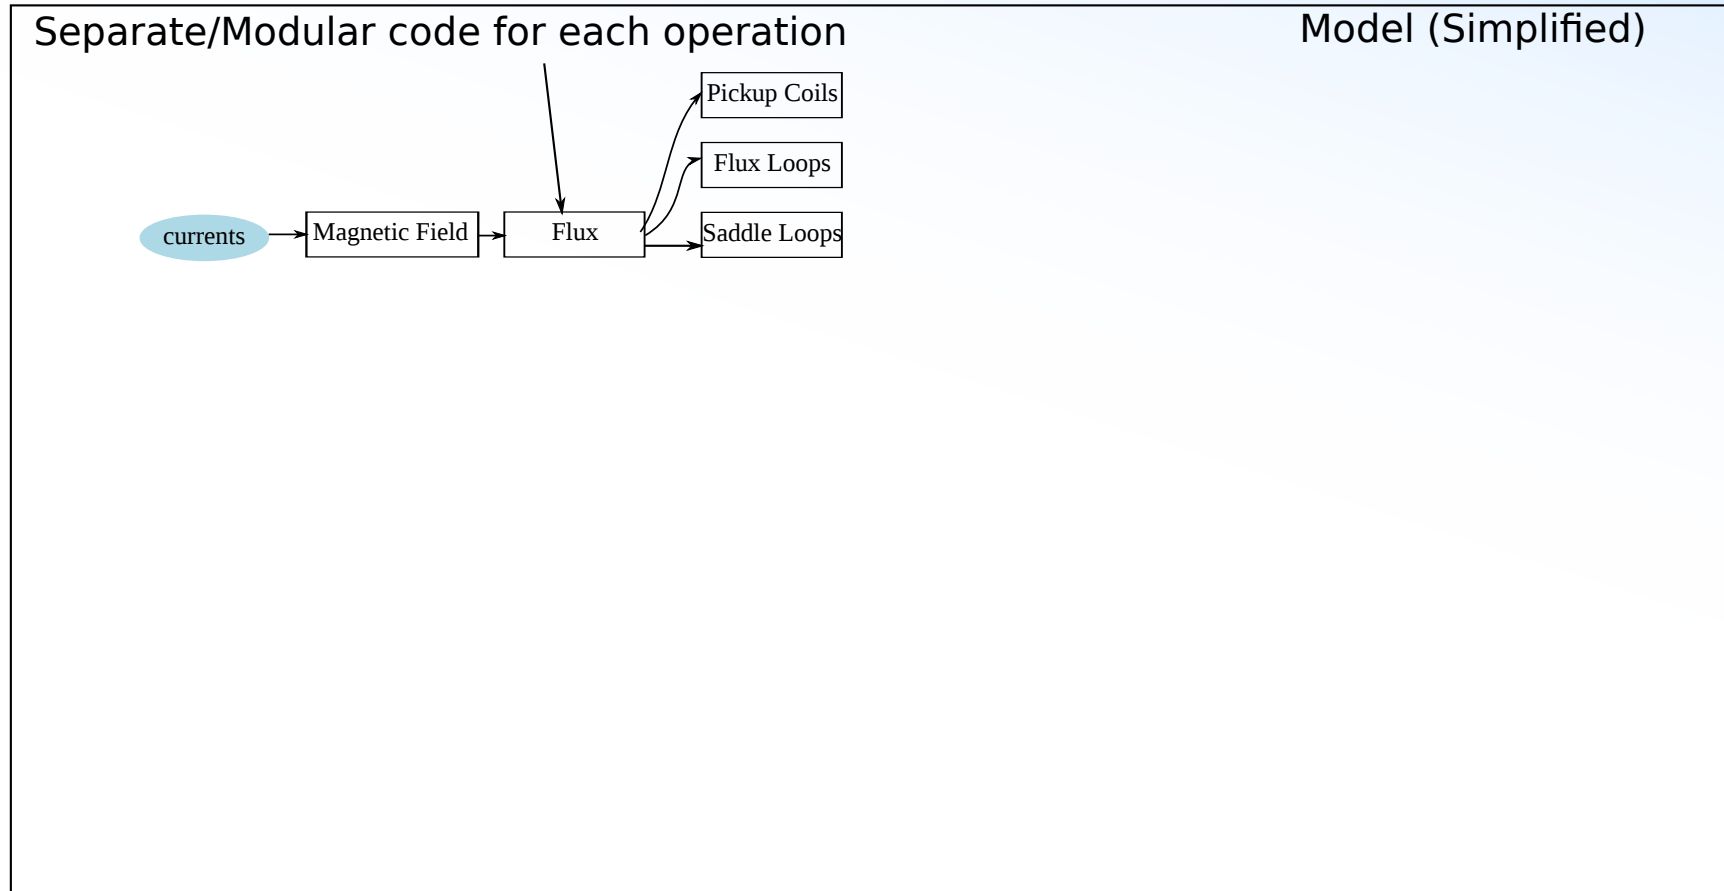 Separate/Modular code for each operation
Model (Simplified)
Pickup Coils
Flux Loops
currents
Magnetic Field
Flux
Saddle Loops